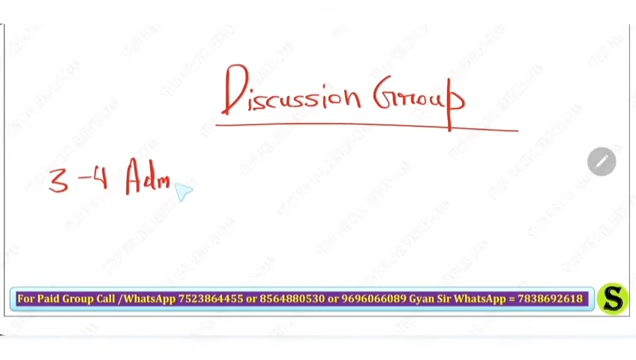 Discussion Group
3-4 Adm
For Paid Group Call /WhatsApp 7523864455 or 8564880530 or 9696066089 Gyan Sir WhatsApp = 7838692618
S